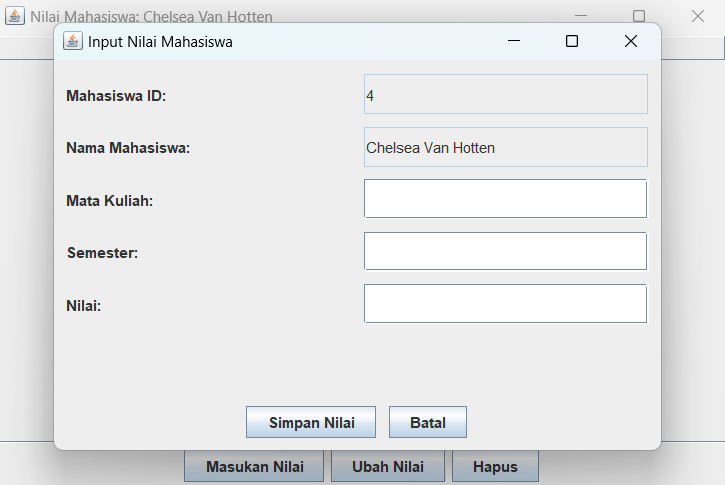 Nilai Mahasiswa: Chelsea Van Hotten
Input Nilai Mahasiswa
Mahasiswa ID: 4
Nama Mahasiswa: Chelsea Van Hotten
Mata Kuliah:
Semester:
Nilai:
Simpan Nilai Batal
Masukan Nilai Ubah Nilai Hapus